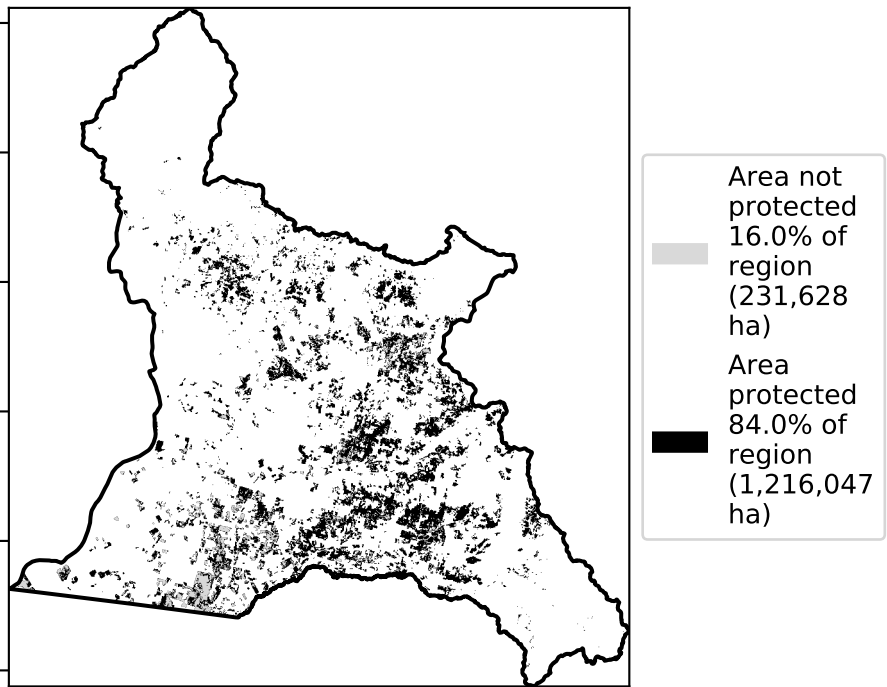 Area not
protected
16.0% of
region
(231,628
ha)
Area
protected
84.0% of
region
(1,216,047
ha)